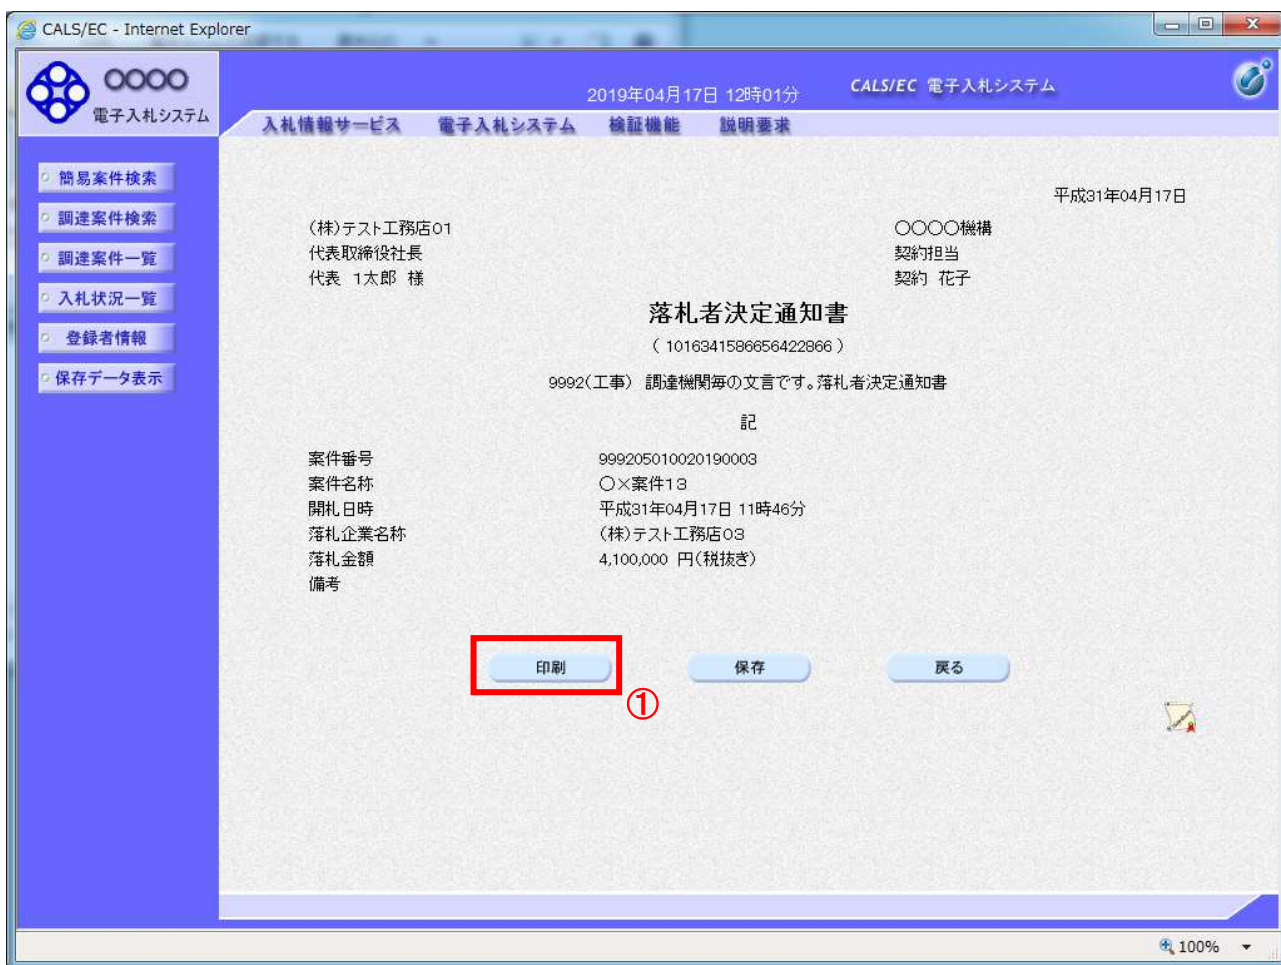 CALS/EC - Internet Explorer
○○○○
電子入札システム
2019年04月17日 12時01分
CALS/EC 電子入札システム
入札情報サービス 電子入札システム 検証機能 説明要求
簡易案件検索
調達案件検索
調達案件一覧
入札状況一覧
登録者情報
保存データ表示
平成31年04月17日
(株)テスト工務店01
代表取締役社長
代表 1太郎 様
○○○○機構
契約担当
契約 花子
落札者決定通知書
( 1016341586656422866 )
9992(工事) 調達機関毎の文言です。落札者決定通知書
記
案件番号 999205010020190003
案件名称 ○×案件13
開札日時 平成31年04月17日 11時46分
落札企業名称 (株)テスト工務店03
落札金額 4,100,000 円(税抜き)
備考
印刷 保存 戻る
①
100%